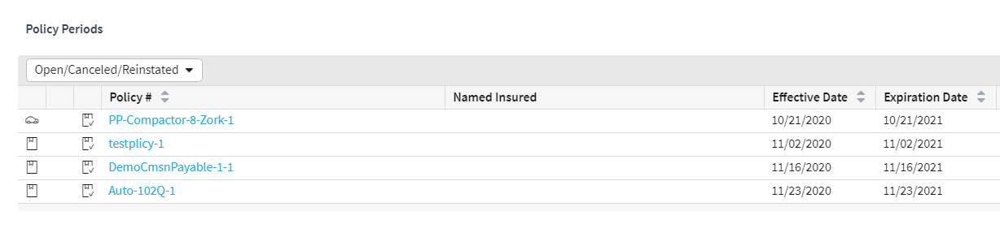 Policy Periods
Open/Canceled/Reinstated
Policy # Named Insured Effective Date Expiration Date
PP-Compactor-8-Zork-1 10/21/2020 10/21/2021
testplicy-1 11/02/2020 11/02/2021
DemoCmsnPayable-1-1 11/16/2020 11/16/2021
Auto-102Q-1 11/23/2020 11/23/2021